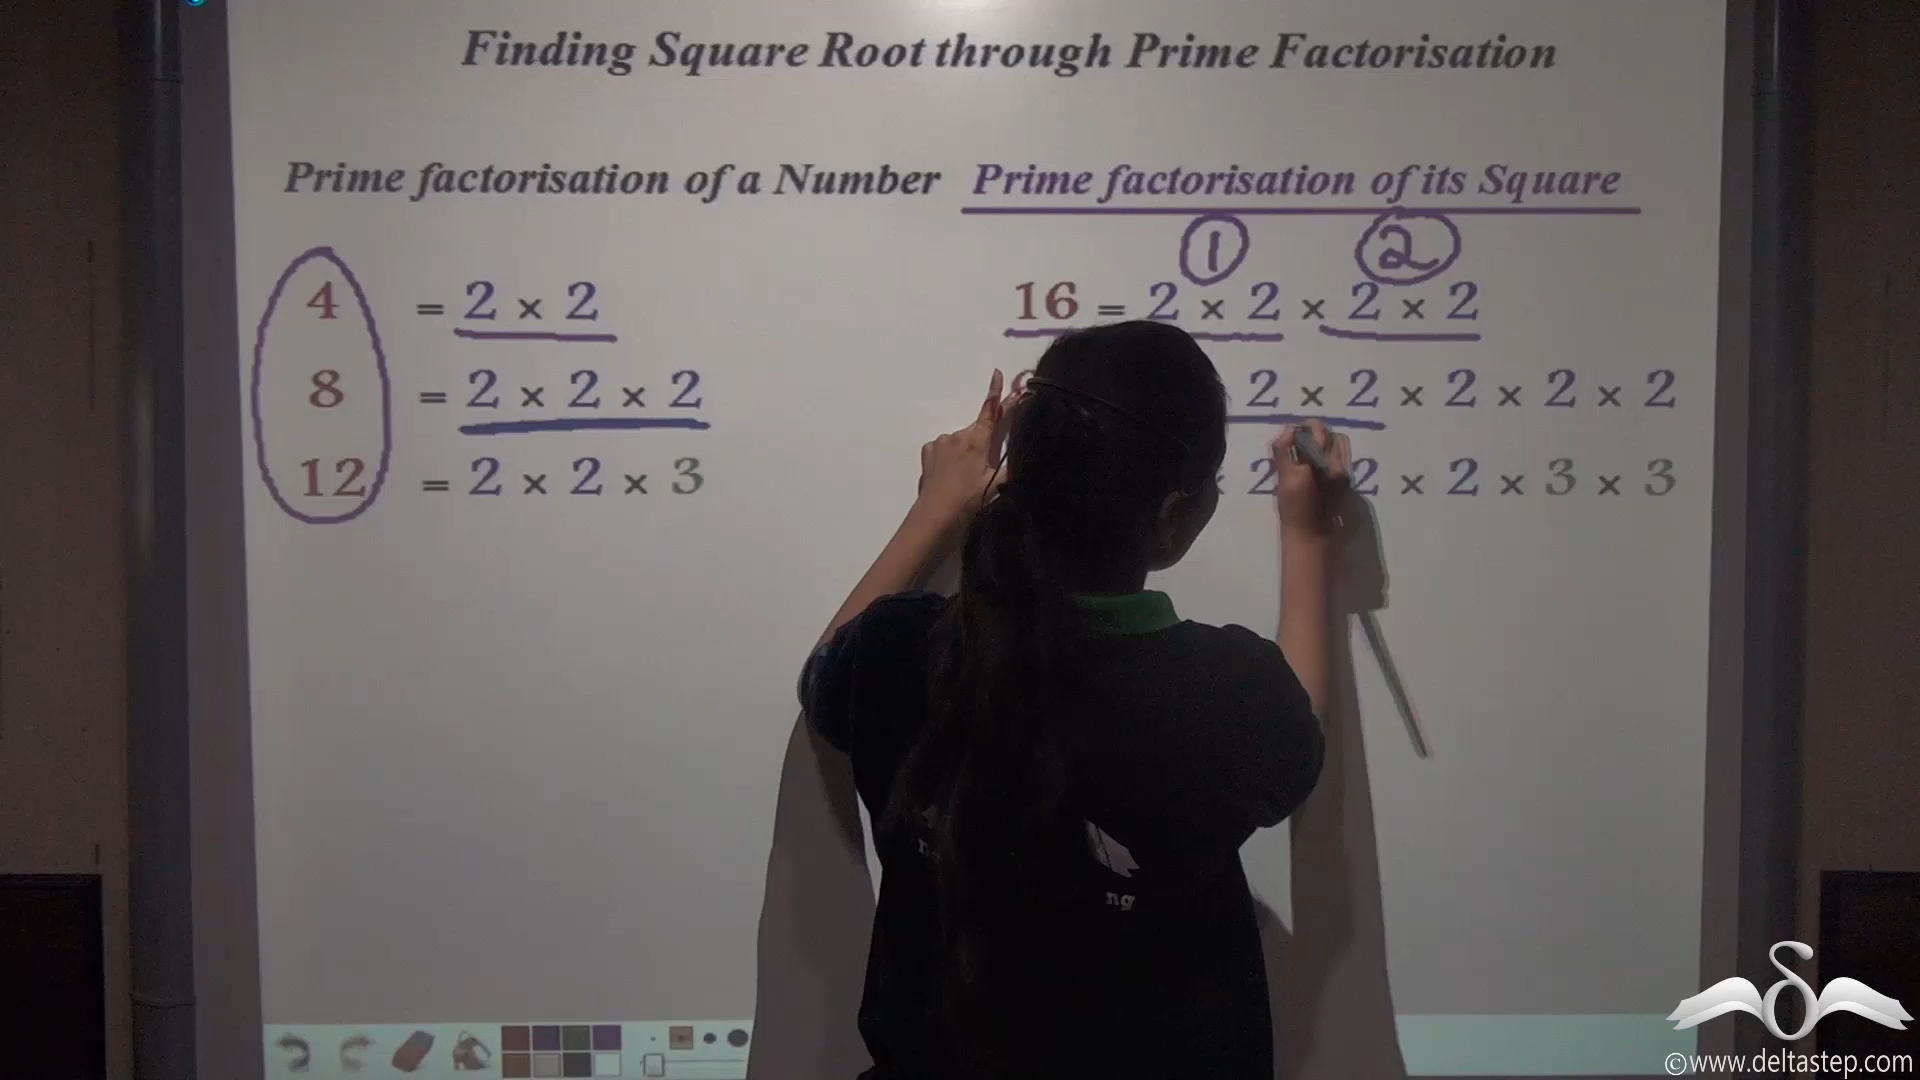 Finding Square Root through Prime Factorisation
Prime factorisation of a Number Prime factorisation of its Square
1 2
4 = 2 × 2 16 = 2 × 2 × 2 × 2
8 = 2 × 2 × 2 2 × 2 × 2 × 2 × 2
12 = 2 × 2 × 3 × 2 2 × 2 × 3 × 3
ng
©www.deltastep.com